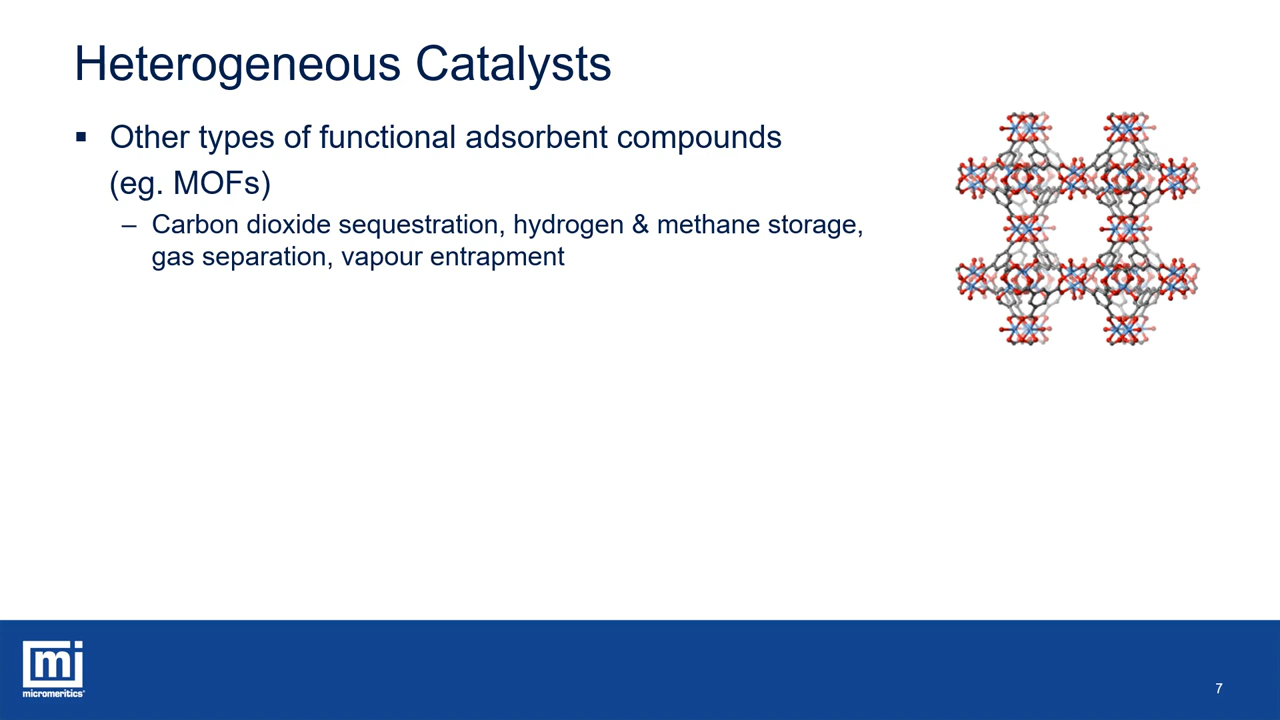 Heterogeneous Catalysts
▪ Other types of functional adsorbent compounds
(eg. MOFs)
– Carbon dioxide sequestration, hydrogen & methane storage,
gas separation, vapour entrapment
mi
micromeritics®
7